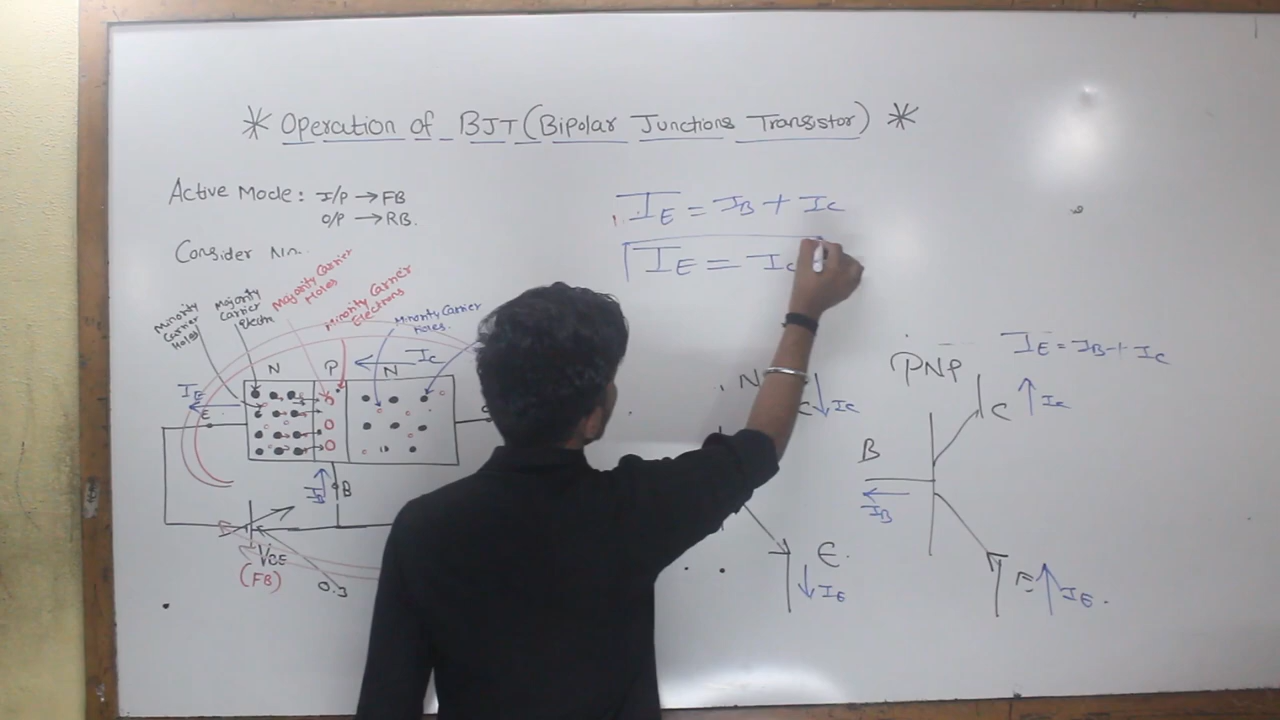 * Operation of BJT (Bipolar Junctions Transistor) *
Active Mode: I/P → FB
O/P → RB.
Consider
Minority Carrier Holes
Majority Carrier
Majority Carrier Holes
Minority Carrier Electrons
Minority Carrier Holes.
N P N
IC
IE
E
IB
B
(FB)
IE = IB + IC
IE = IC
N
C IC
E.
IE
PNP
IE = IB + IC
C IC
B
IB
E IE.